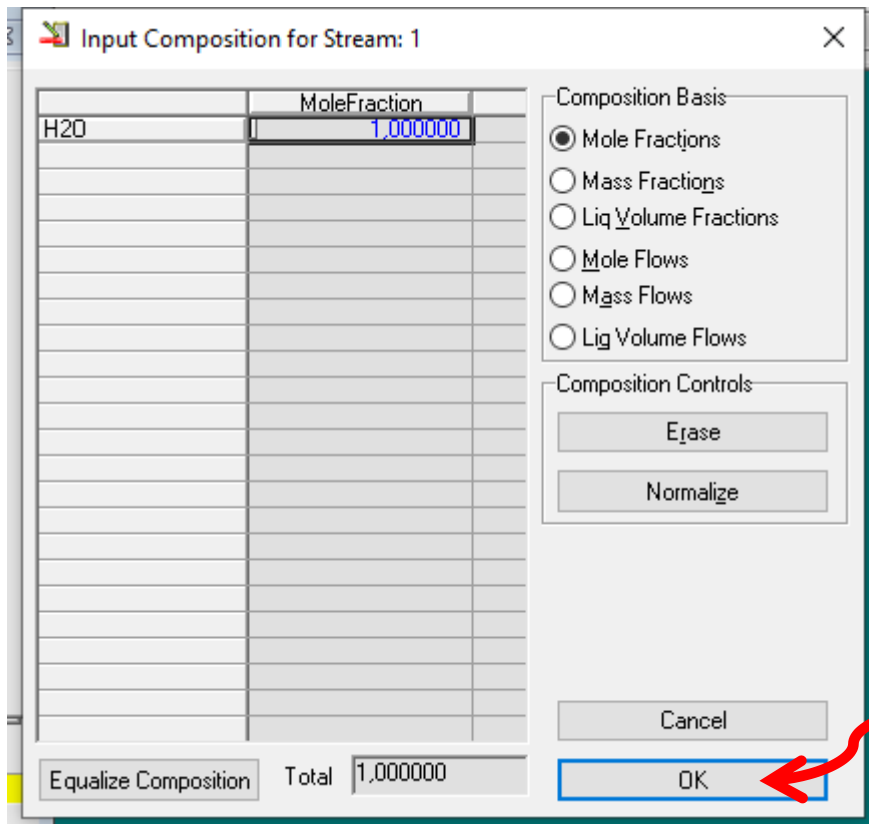 Input Composition for Stream: 1
MoleFraction
H2O 1,000000
Composition Basis
Mole Fractions
Mass Fractions
Liq Volume Fractions
Mole Flows
Mass Flows
Liq Volume Flows
Composition Controls
Erase
Normalize
Cancel
Equalize Composition Total 1,000000 OK